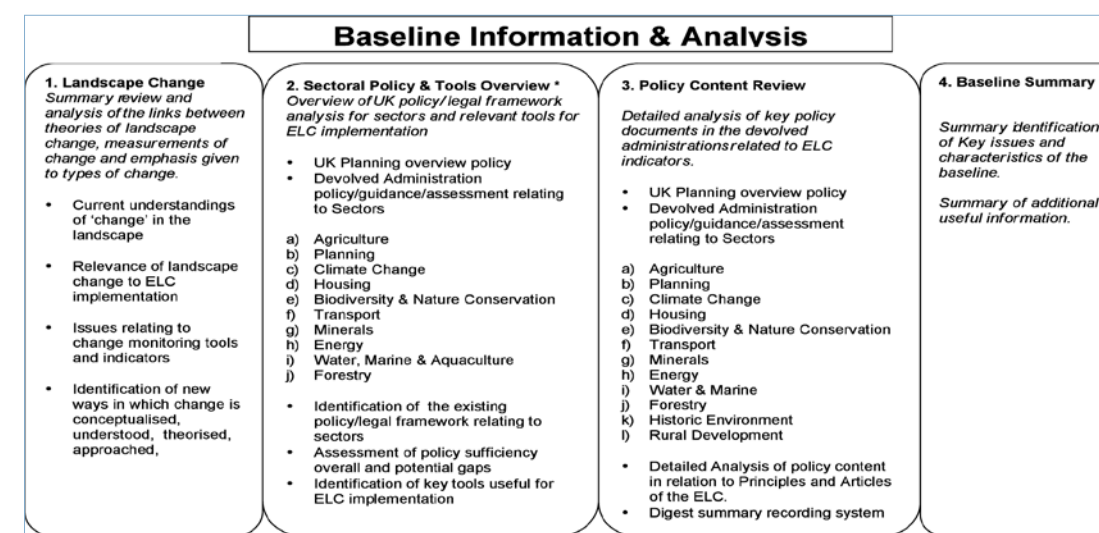 Baseline Information & Analysis
1. Landscape Change
Summary review and
analysis of the links between
theories of landscape
change, measurements of
change and emphasis given
to types of change.
• Current understandings
of ‘change’ in the
landscape
• Relevance of landscape
change to ELC
implementation
• Issues relating to
change monitoring tools
and indicators
• Identification of new
ways in which change is
conceptualised,
understood, theorised,
approached,
2. Sectoral Policy & Tools Overview *
Overview of UK policy/ legal framework
analysis for sectors and relevant tools for
ELC implementation
• UK Planning overview policy
• Devolved Administration
policy/guidance/assessment relating
to Sectors
a) Agriculture
b) Planning
c) Climate Change
d) Housing
e) Biodiversity & Nature Conservation
f) Transport
g) Minerals
h) Energy
i) Water, Marine & Aquaculture
j) Forestry
• Identification of the existing
policy/legal framework relating to
sectors
• Assessment of policy sufficiency
overall and potential gaps
• Identification of key tools useful for
ELC implementation
3. Policy Content Review
Detailed analysis of key policy
documents in the devolved
administrations related to ELC
indicators.
• UK Planning overview policy
• Devolved Administration
policy/guidance/assessment
relating to Sectors
a) Agriculture
b) Planning
c) Climate Change
d) Housing
e) Biodiversity & Nature Conservation
f) Transport
g) Minerals
h) Energy
i) Water & Marine
j) Forestry
k) Historic Environment
l) Rural Development
• Detailed Analysis of policy content
in relation to Principles and Articles
of the ELC.
• Digest summary recording system
4. Baseline Summary
Summary identification
of Key issues and
characteristics of the
baseline.
Summary of additional
useful information.